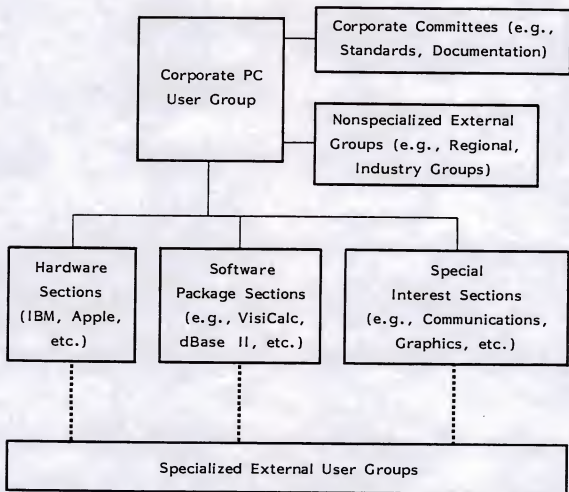 Corporate PC
User Group
Corporate Committees (e.g.,
Standards, Documentation)
Nonspecialized External
Groups (e.g., Regional,
Industry Groups)
Hardware
Sections
(IBM, Apple,
etc.)
Software
Package Sections
(e.g., VisiCalc,
dBase II, etc.)
Special
Interest Sections
(e.g., Communications,
Graphics, etc.)
Specialized External User Groups